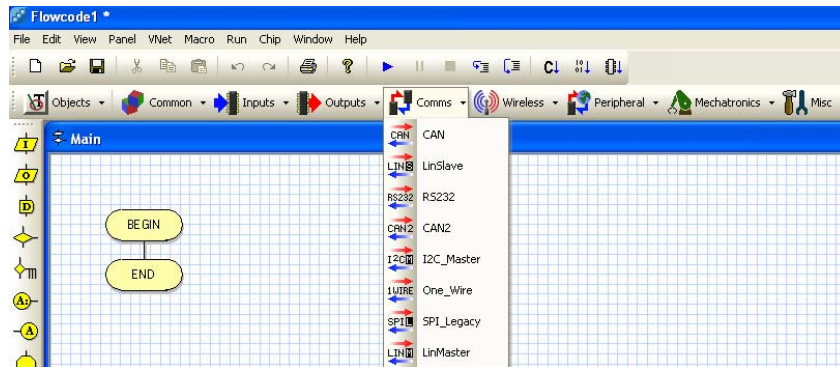 Flowcode1 *
File Edit View Panel VNet Macro Run Chip Window Help
Objects Common Inputs Outputs Comms Wireless Peripheral Mechatronics Misc
Main
CAN CAN
LIN S LinSlave
RS232 RS232
BEGIN
CAN2 CAN2
I²C M I2C_Master
END
1WIRE One_Wire
SPI L SPI_Legacy
LIN M LinMaster
I
O
D
A:
A